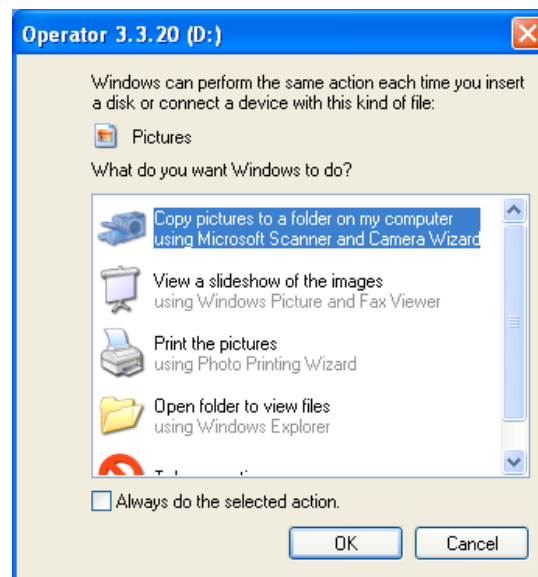 Operator 3.3.20 (D:)
Windows can perform the same action each time you insert
a disk or connect a device with this kind of file:
Pictures
What do you want Windows to do?
Copy pictures to a folder on my computer
using Microsoft Scanner and Camera Wizard
View a slideshow of the images
using Windows Picture and Fax Viewer
Print the pictures
using Photo Printing Wizard
Open folder to view files
using Windows Explorer
Always do the selected action.
OK
Cancel